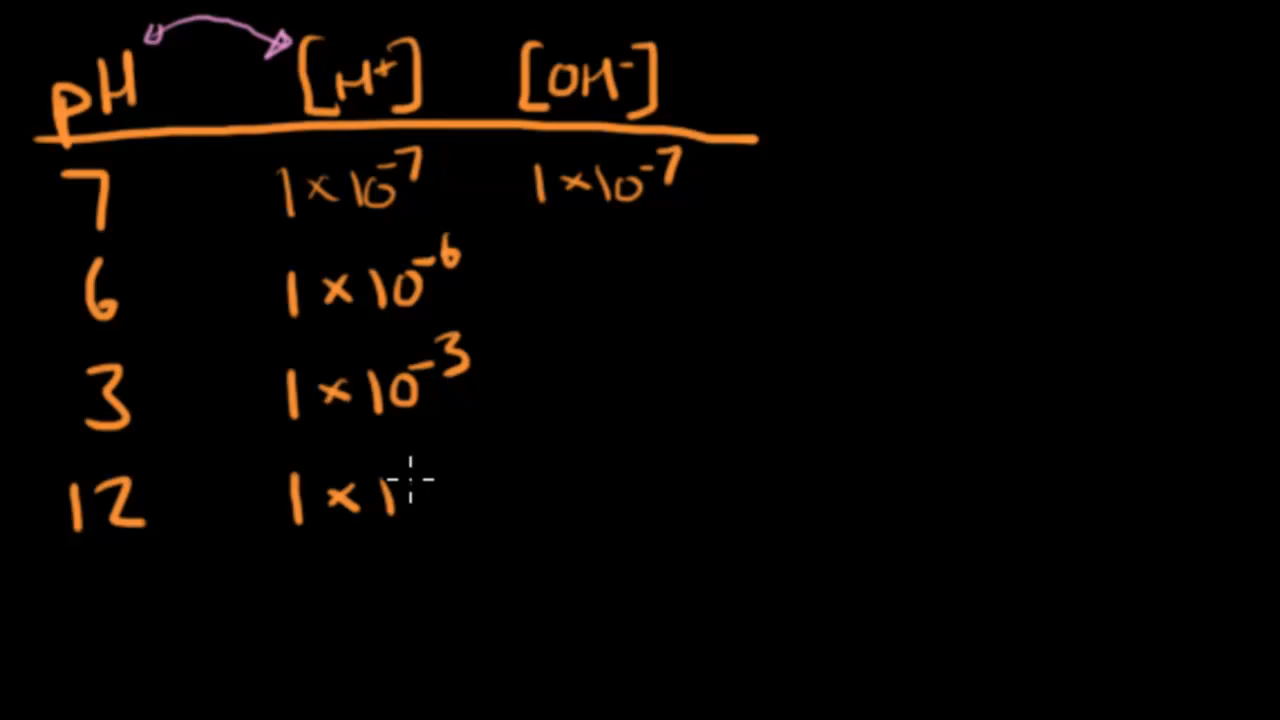 pH [H⁺] [OH⁻]
7 1 × 10⁻⁷ 1 × 10⁻⁷
6 1 × 10⁻⁶
3 1 × 10⁻³
12 1 × 1